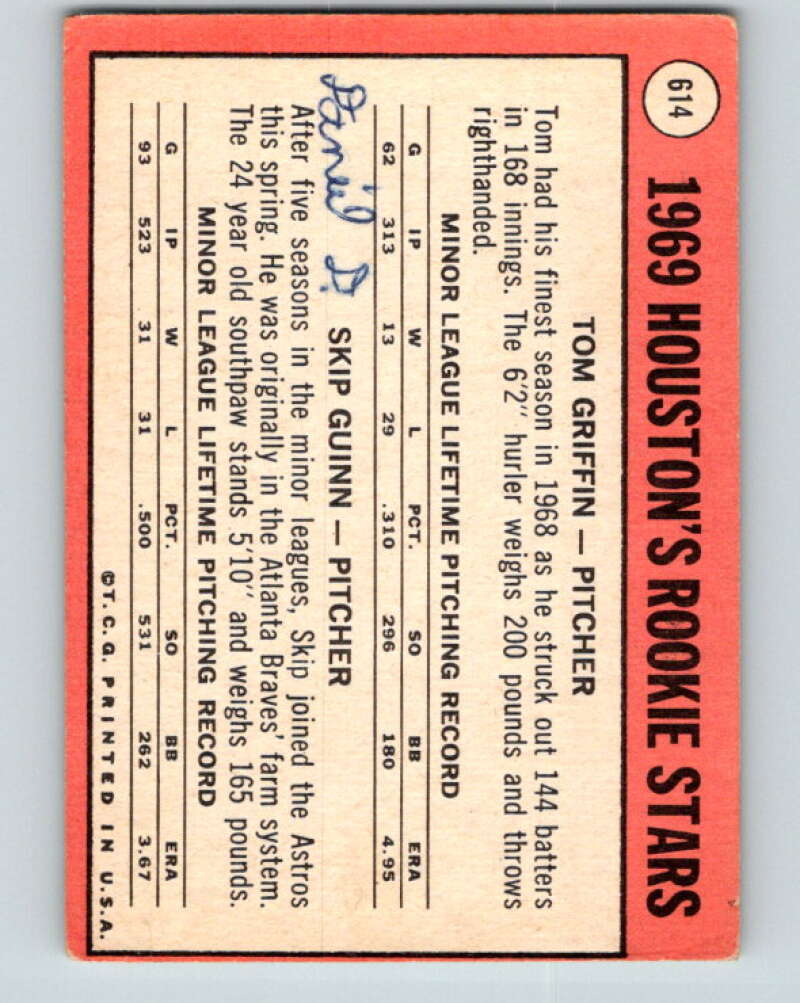 614
1969 HOUSTON'S ROOKIE STARS
TOM GRIFFIN — PITCHER
Tom had his finest season in 1968 as he struck out 144 batters
in 168 innings. The 6'2" hurler weighs 200 pounds and throws
righthanded.
MINOR LEAGUE LIFETIME PITCHING RECORD
G IP W L PCT. SO BB ERA
62 313 13 29 .310 296 180 4.95
Daniel D.
SKIP GUINN — PITCHER
After five seasons in the minor leagues, Skip joined the Astros
this spring. He was originally in the Atlanta Braves' farm system.
The 24 year old southpaw stands 5'10" and weighs 165 pounds.
MINOR LEAGUE LIFETIME PITCHING RECORD
G IP W L PCT. SO BB ERA
93 523 31 31 .500 531 262 3.67
©T.C.G. PRINTED IN U.S.A.